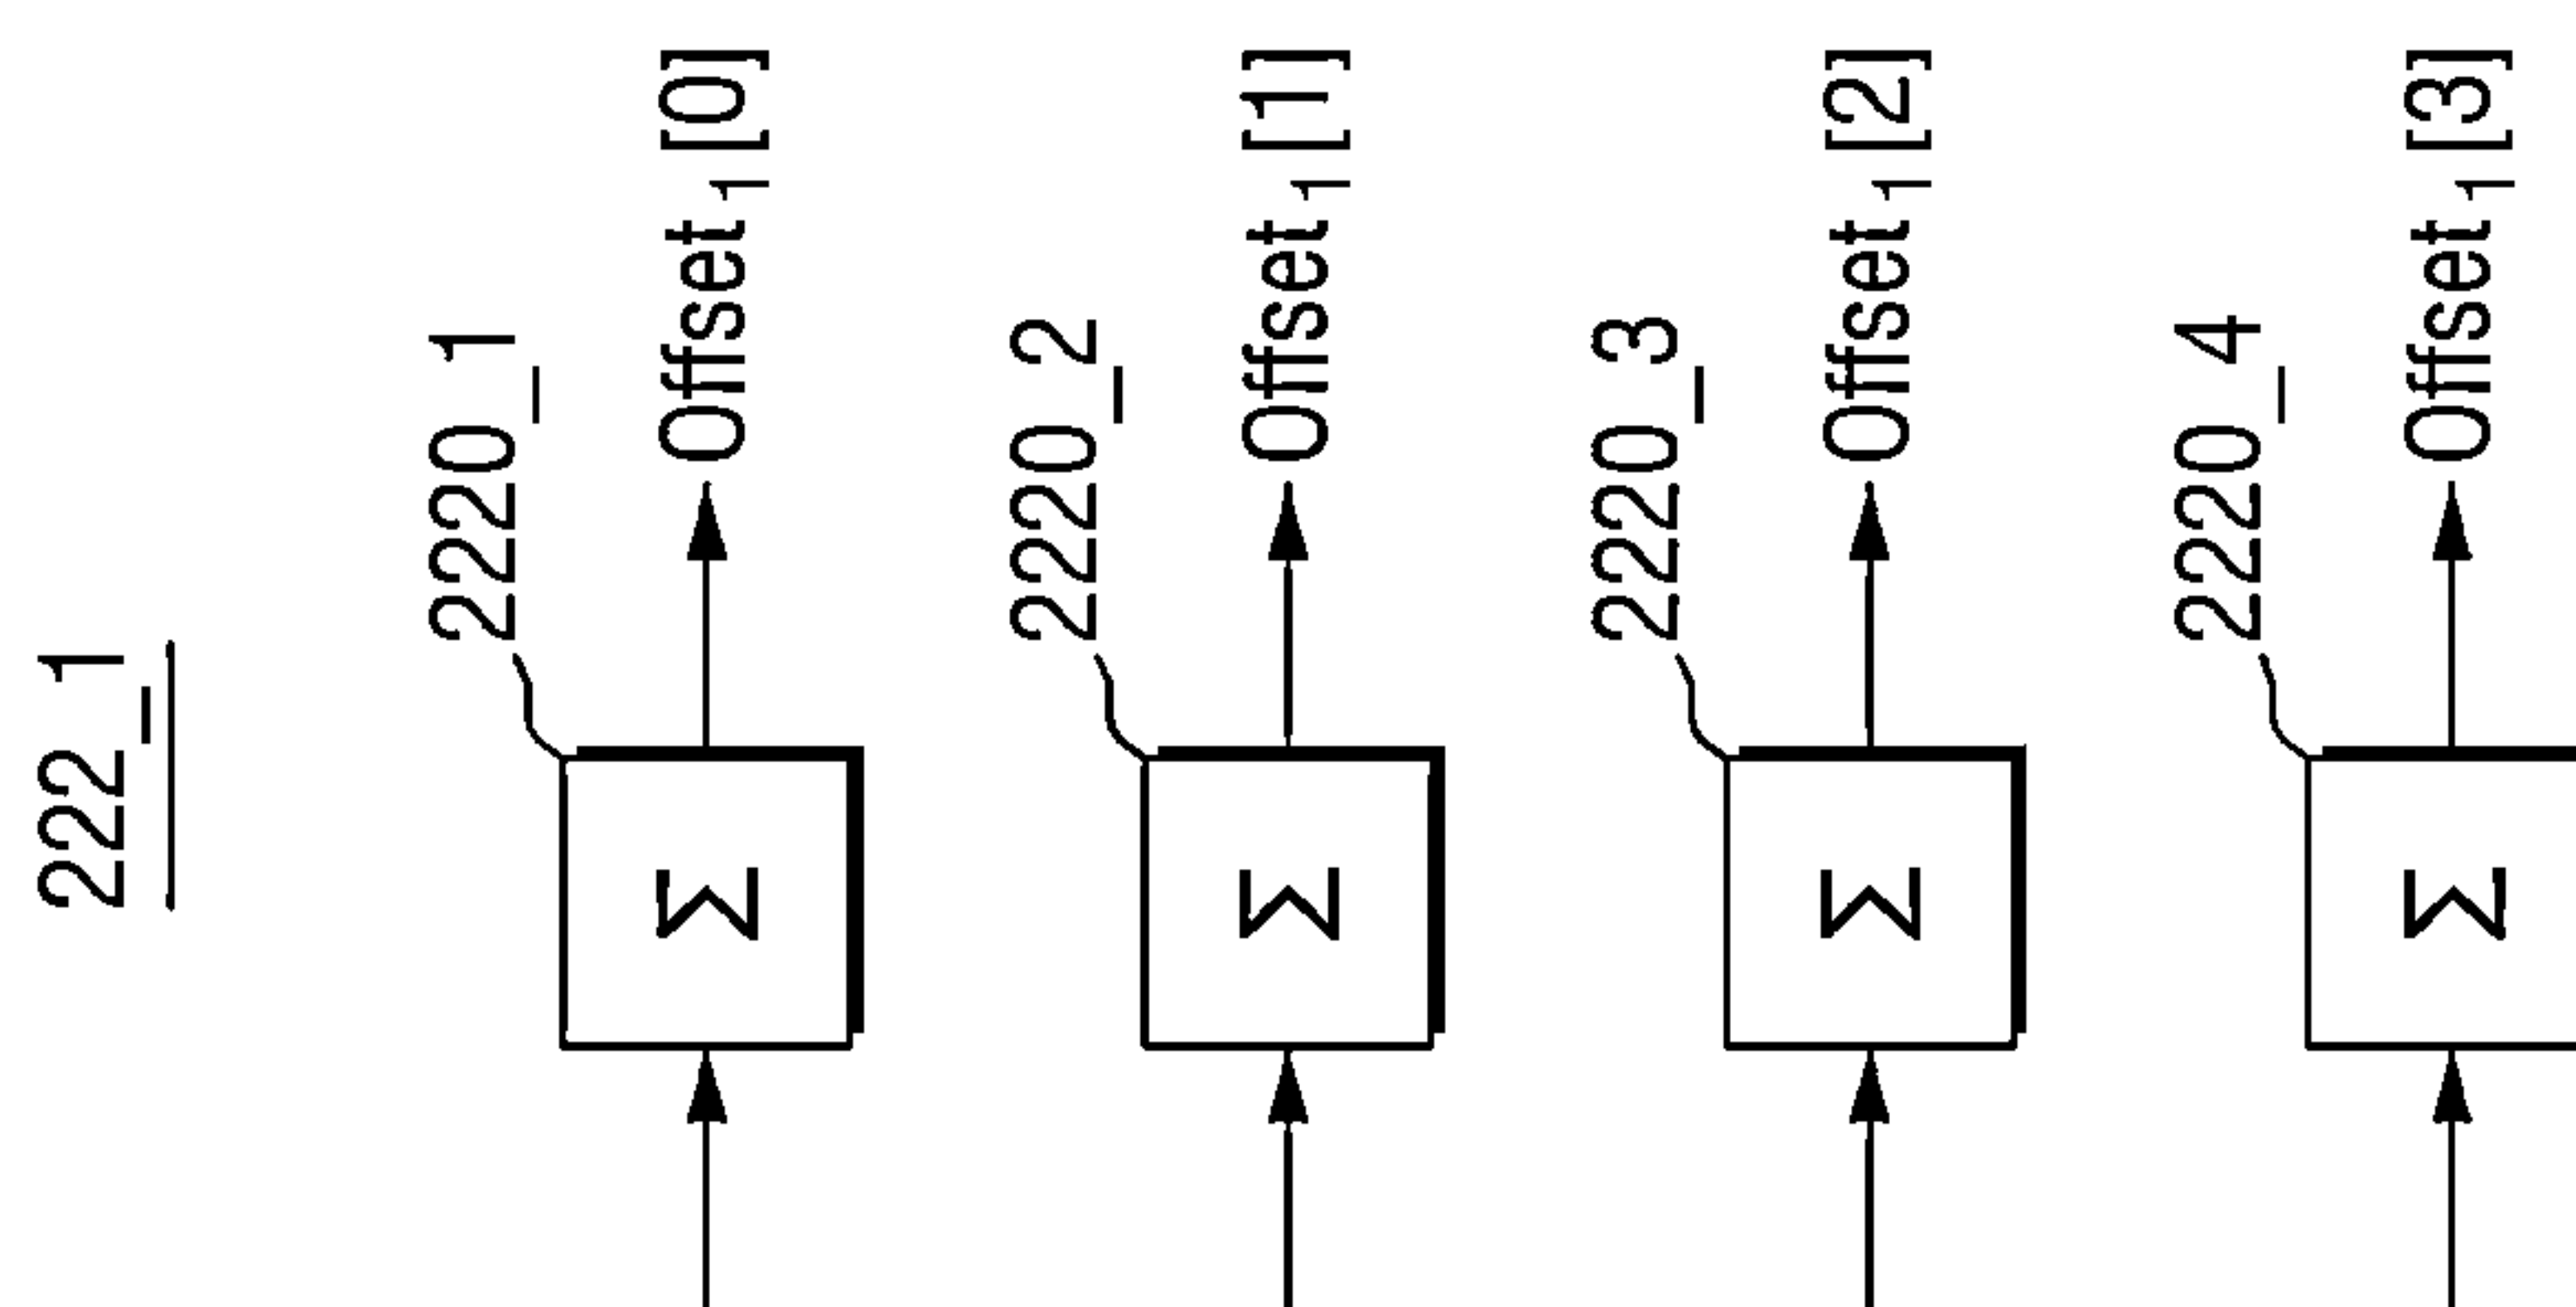 222_1
2220_1
Σ
Offset₁[0]
2220_2
Σ
Offset₁[1]
2220_3
Σ
Offset₁[2]
2220_4
Σ
Offset₁[3]